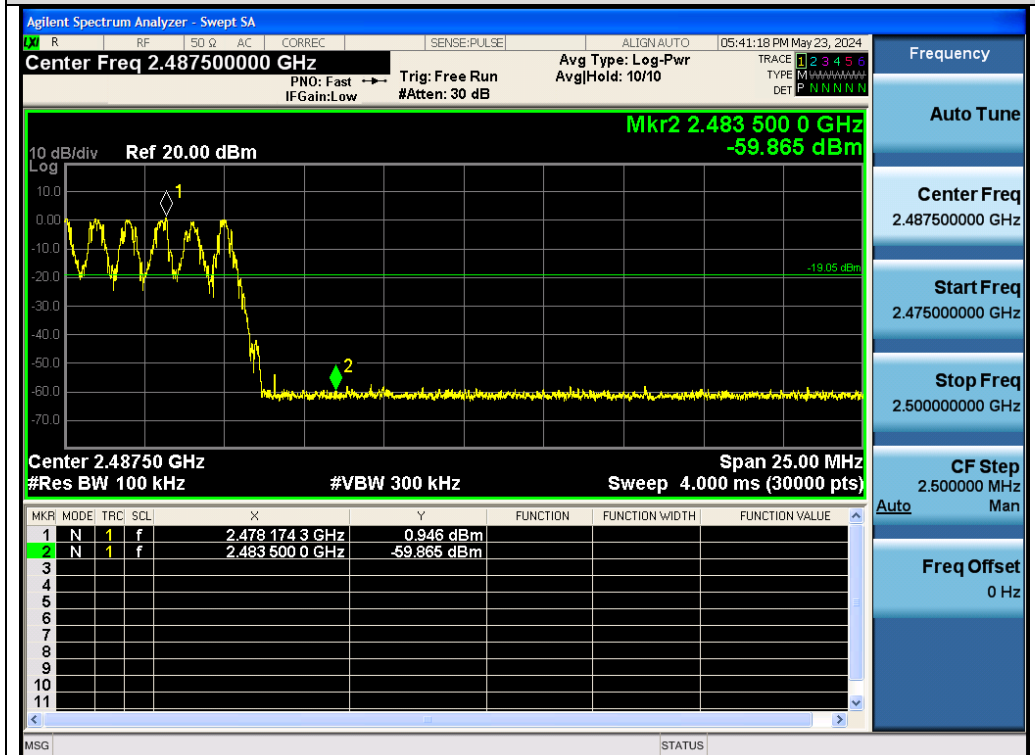 Agilent Spectrum Analyzer - Swept SA
LXI R RF 50 Ω AC CORREC SENSE:PULSE ALIGN AUTO 05:41:18 PM May 23, 2024
Center Freq 2.487500000 GHz
PNO: Fast
IFGain:Low
Trig: Free Run
#Atten: 30 dB
Avg Type: Log-Pwr
Avg|Hold: 10/10
TRACE 1 2 3 4 5 6
TYPE M
DET P N N N N N
Mkr2 2.483 500 0 GHz
-59.865 dBm
10 dB/div
Log
Ref 20.00 dBm
10.0
0.00
-10.0
-20.0
-30.0
-40.0
-50.0
-60.0
-70.0
1
2
-19.05 dBm
Center 2.48750 GHz
Span 25.00 MHz
#Res BW 100 kHz
#VBW 300 kHz
Sweep 4.000 ms (30000 pts)
MKR MODE TRC SCL X Y FUNCTION FUNCTION WIDTH FUNCTION VALUE
1 N 1 f 2.478 174 3 GHz 0.946 dBm
2 N 1 f 2.483 500 0 GHz -59.865 dBm
3
4
5
6
7
8
9
10
11
MSG
STATUS
Frequency
Auto Tune
Center Freq
2.487500000 GHz
Start Freq
2.475000000 GHz
Stop Freq
2.500000000 GHz
CF Step
2.500000 MHz
Auto Man
Freq Offset
0 Hz